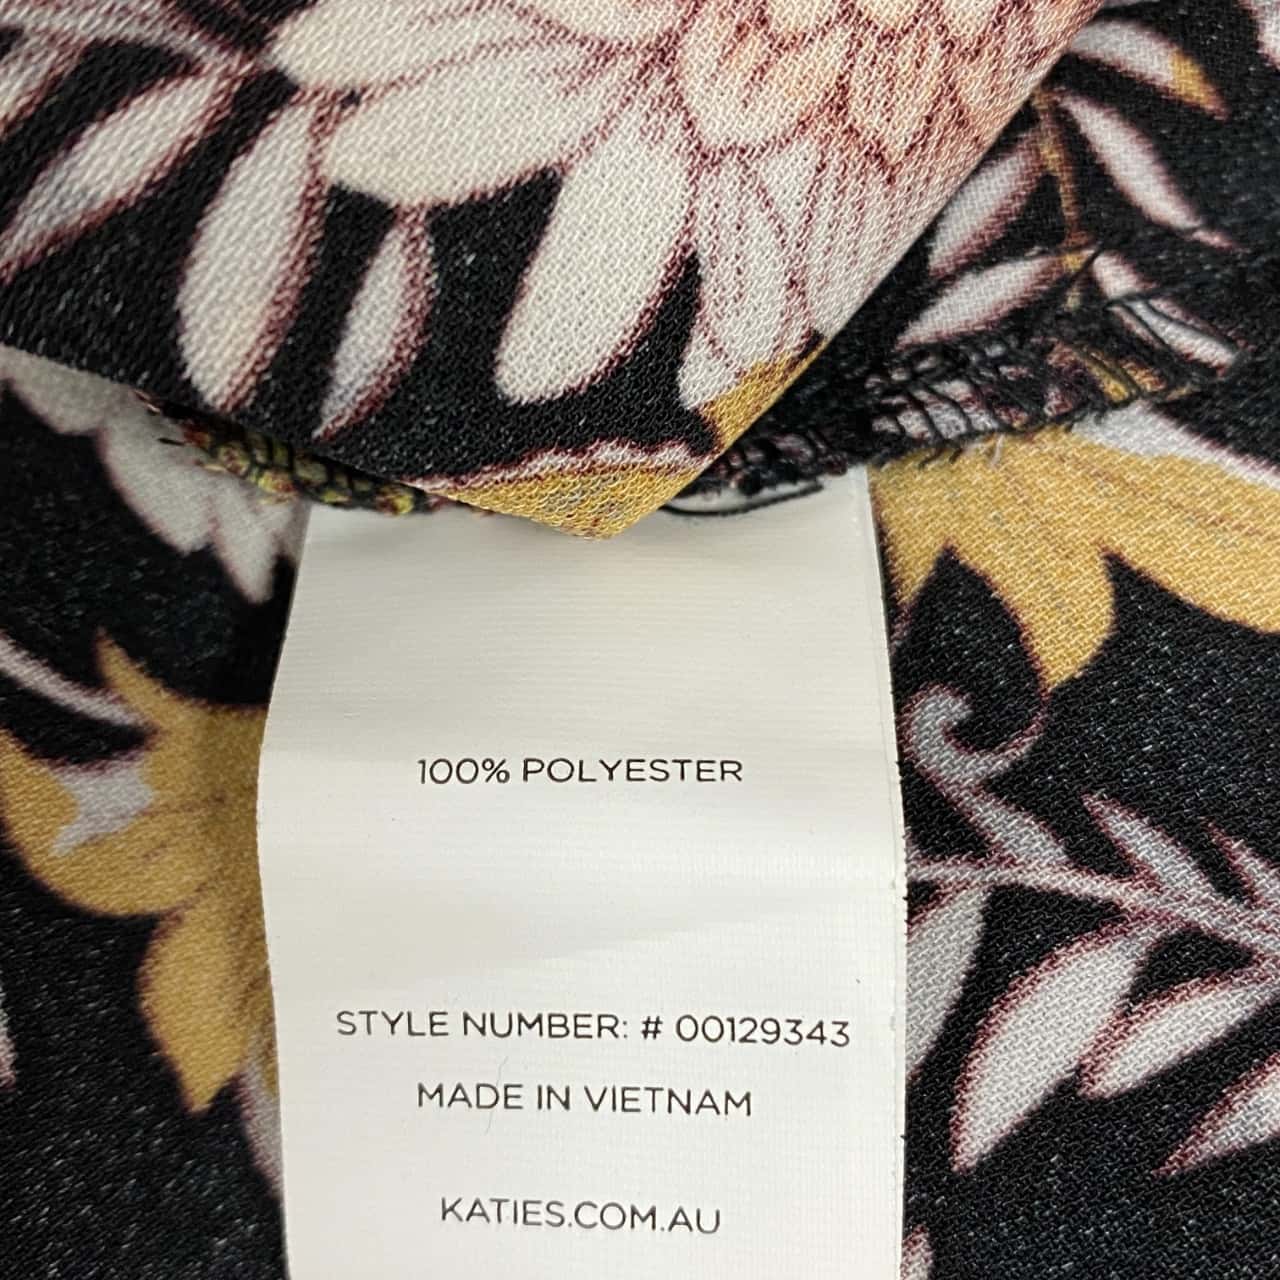 100% POLYESTER
STYLE NUMBER: # 00129343
MADE IN VIETNAM
KATIES.COM.AU